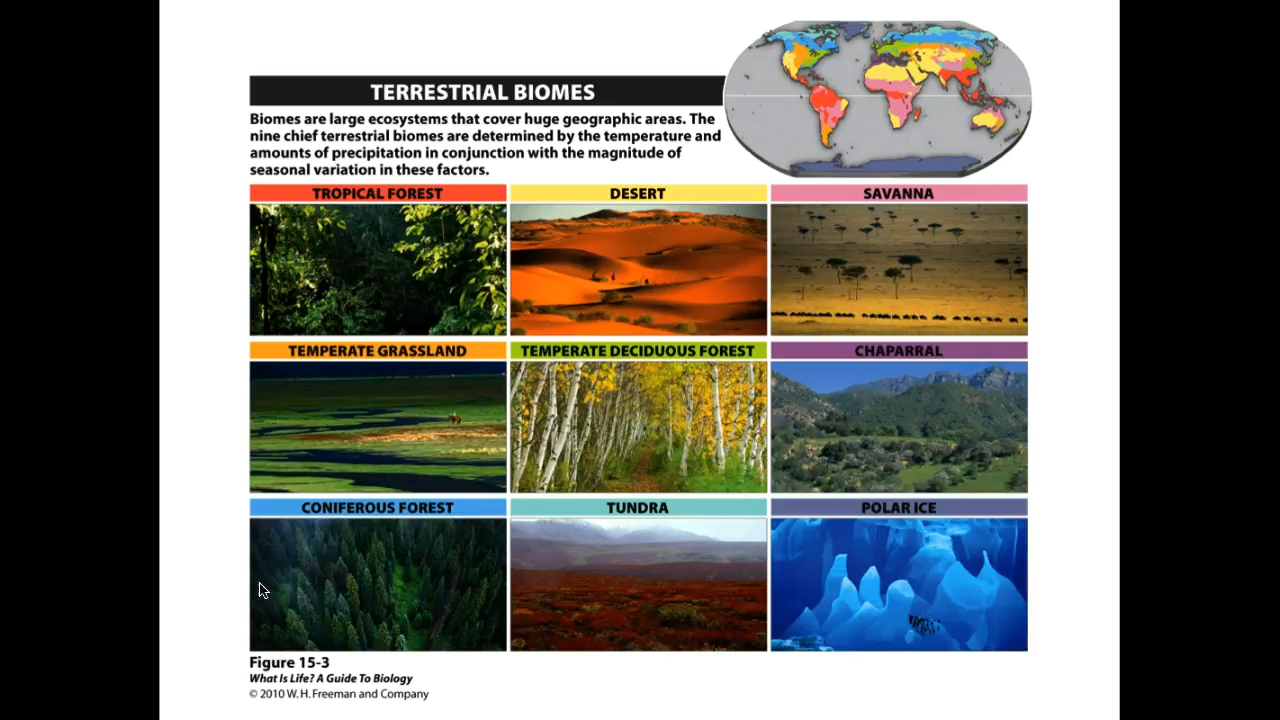 TERRESTRIAL BIOMES
Biomes are large ecosystems that cover huge geographic areas. The
nine chief terrestrial biomes are determined by the temperature and
amounts of precipitation in conjunction with the magnitude of
seasonal variation in these factors.
TROPICAL FOREST
DESERT
SAVANNA
TEMPERATE GRASSLAND
TEMPERATE DECIDUOUS FOREST
CHAPARRAL
CONIFEROUS FOREST
TUNDRA
POLAR ICE
Figure 15-3
What Is Life? A Guide To Biology
© 2010 W. H. Freeman and Company